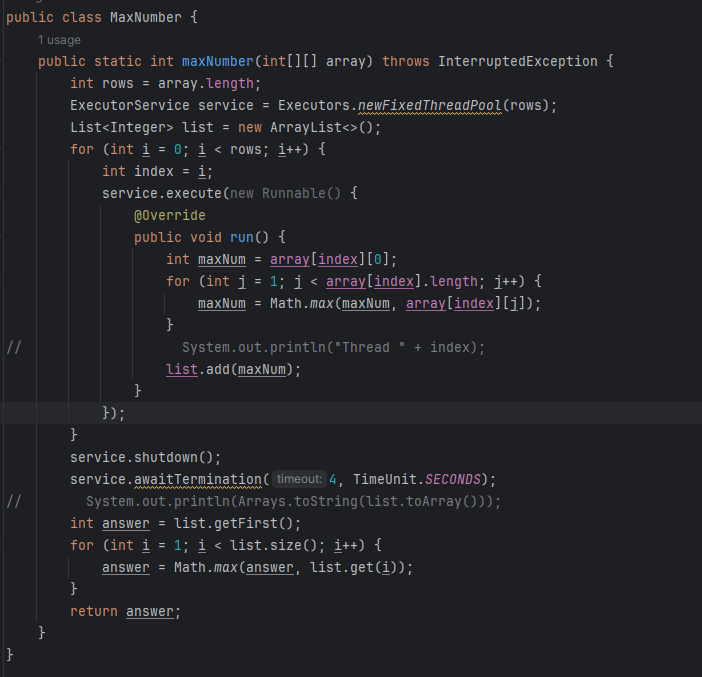 public class MaxNumber {
1 usage
public static int maxNumber(int[][] array) throws InterruptedException {
int rows = array.length;
ExecutorService service = Executors.newFixedThreadPool(rows);
List<Integer> list = new ArrayList<>();
for (int i = 0; i < rows; i++) {
int index = i;
service.execute(new Runnable() {
@Override
public void run() {
int maxNum = array[index][0];
for (int j = 1; j < array[index].length; j++) {
maxNum = Math.max(maxNum, array[index][j]);
}
// System.out.println("Thread " + index);
list.add(maxNum);
}
});
}
service.shutdown();
service.awaitTermination( timeout: 4, TimeUnit.SECONDS);
// System.out.println(Arrays.toString(list.toArray()));
int answer = list.getFirst();
for (int i = 1; i < list.size(); i++) {
answer = Math.max(answer, list.get(i));
}
return answer;
}
}